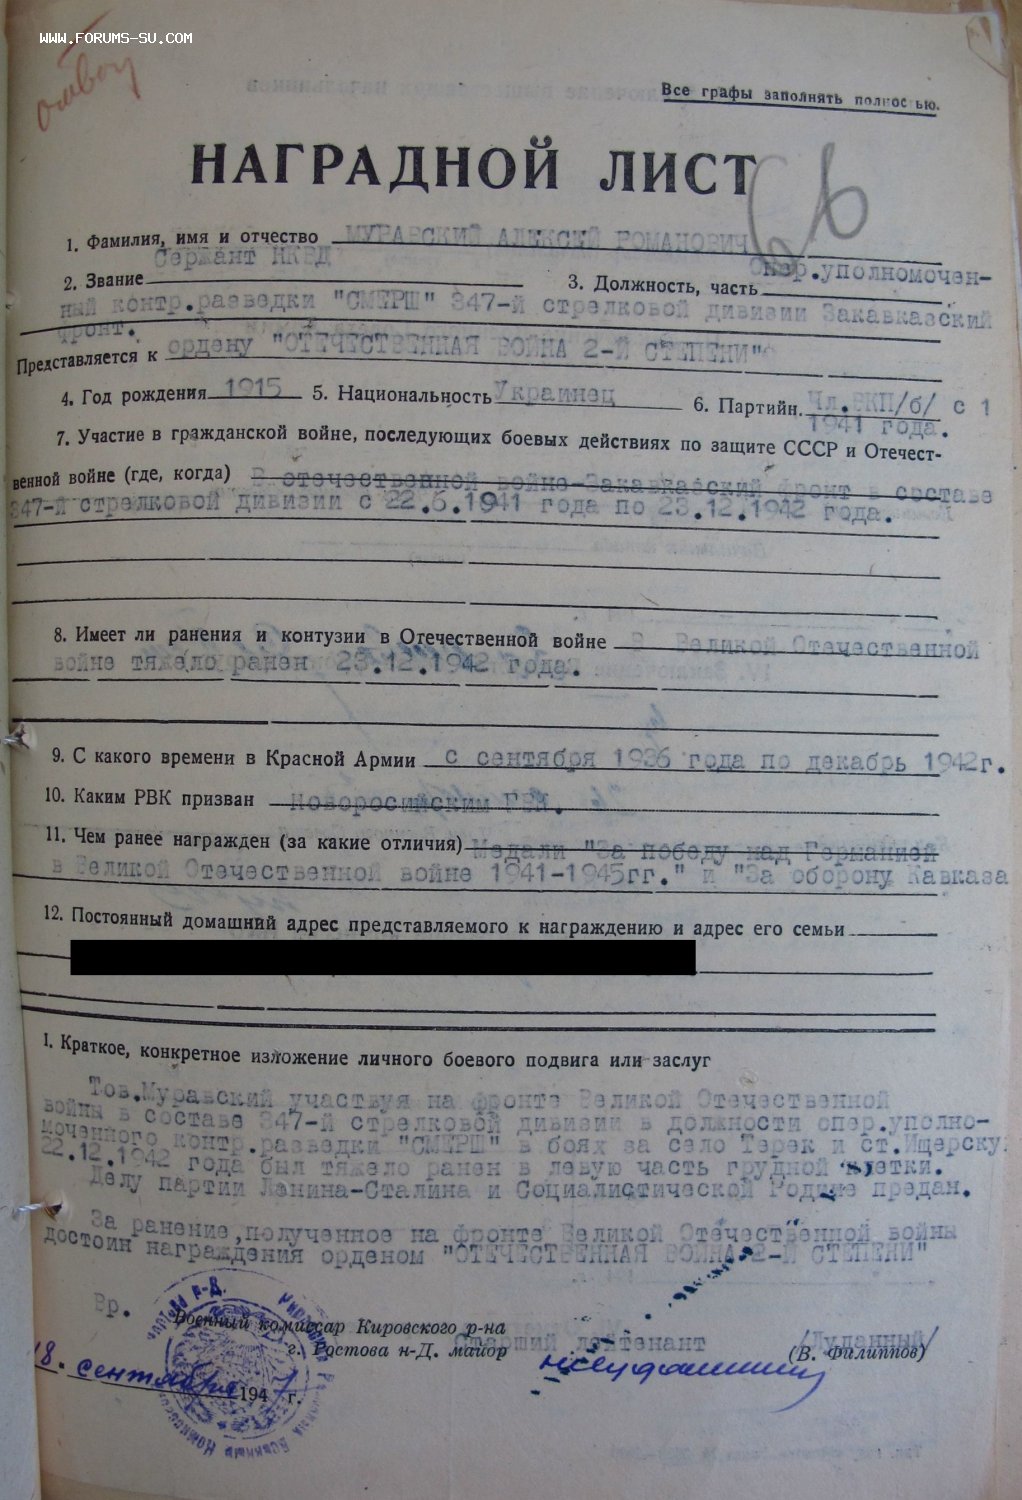 WWW.FORUMS-SU.COM
Все графы заполнять полностью.
НАГРАДНОЙ ЛИСТ
1. Фамилия, имя и отчество МУРАВСКИЙ АЛЕКСЕЙ РОМАНОВИЧ
2. Звание Сержант НКВД 3. Должность, часть Опер.уполномочен-
ный контр.разведки "СМЕРШ" 347-й стрелковой дивизии Закавказский
фронт.
Представляется к ордену "ОТЕЧЕСТВЕННАЯ ВОЙНА 2-Й СТЕПЕНИ"
4. Год рождения 1915 5. Национальность Украинец 6. Партийн. Чл.ВКП/б/ с 1
1941 года.
7. Участие в гражданской войне, последующих боевых действиях по защите СССР и Отечест-
венной войне (где, когда) В отечественной войне-Закавказский фронт в составе
347-й стрелковой дивизии с 22.6.1941 года по 23.12.1942 года.
8. Имеет ли ранения и контузии в Отечественной войне В Великой Отечественной
войне тяжело ранен 23.12.1942 года.
9. С какого времени в Красной Армии с сентября 1936 года по декабрь 1942г.
10. Каким РВК призван Новоросийским ГВК.
11. Чем ранее награжден (за какие отличия) Медали "За победу над Германией
в Великой Отечественной войне 1941-1945гг." и "За оборону Кавказа
12. Постоянный домашний адрес представляемого к награждению и адрес его семьи
I. Краткое, конкретное изложение личного боевого подвига или заслуг
Тов.Муравский участвуя на фронте Великой Отечественной
войны в составе 347-й стрелковой дивизии в должности опер.уполно-
моченного контр.разведки "СМЕРШ" в боях за село Терек и ст.Ищерскую
22.12.1942 года был тяжело ранен в левую часть грудной клетки.
Делу партии Ленина-Сталина и Социалистической Родине предан.
За ранение,полученное на фронте Великой Отечественной войны
достоин награждения орденом "ОТЕЧЕСТВЕННАЯ ВОЙНА 2-Й СТЕПЕНИ"
Вр.
Военный комиссар Кировского р-на
г. Ростова н-Д. майор
Старший лейтенант /Дуданный/
(В. Филиппов)
18. сентября 1947 г.